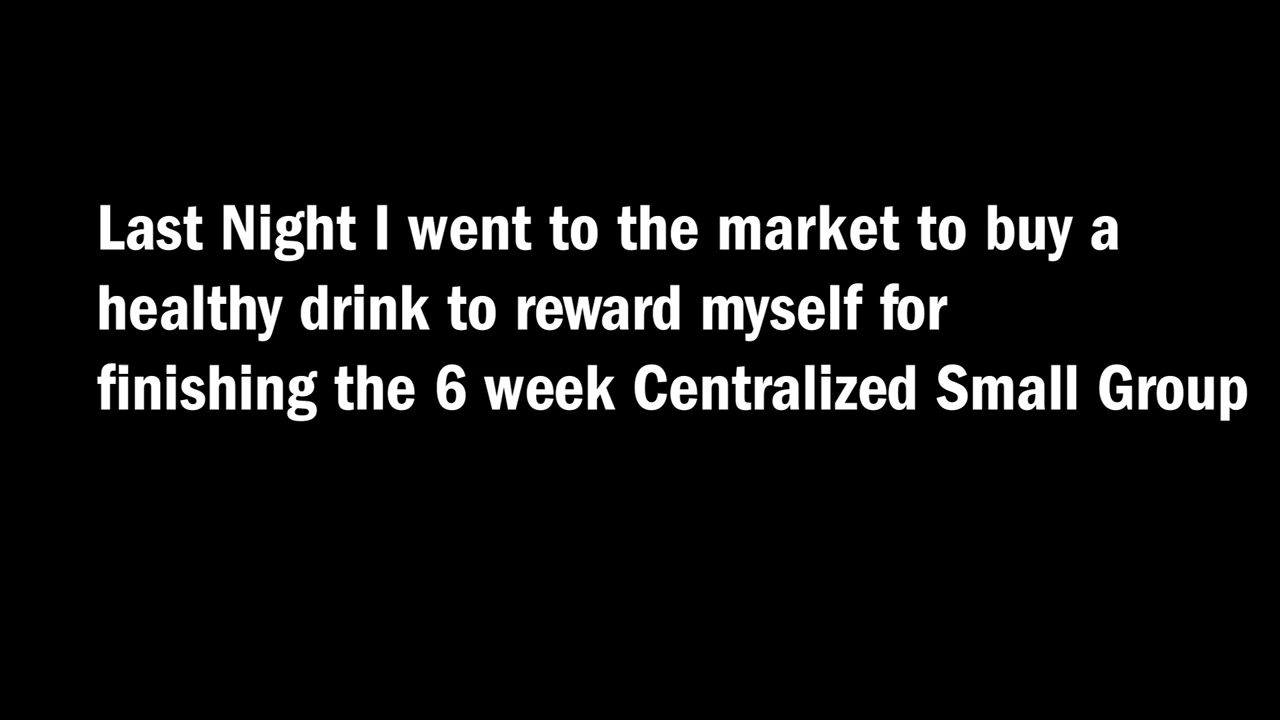 Last Night I went to the market to buy a
healthy drink to reward myself for
finishing the 6 week Centralized Small Group